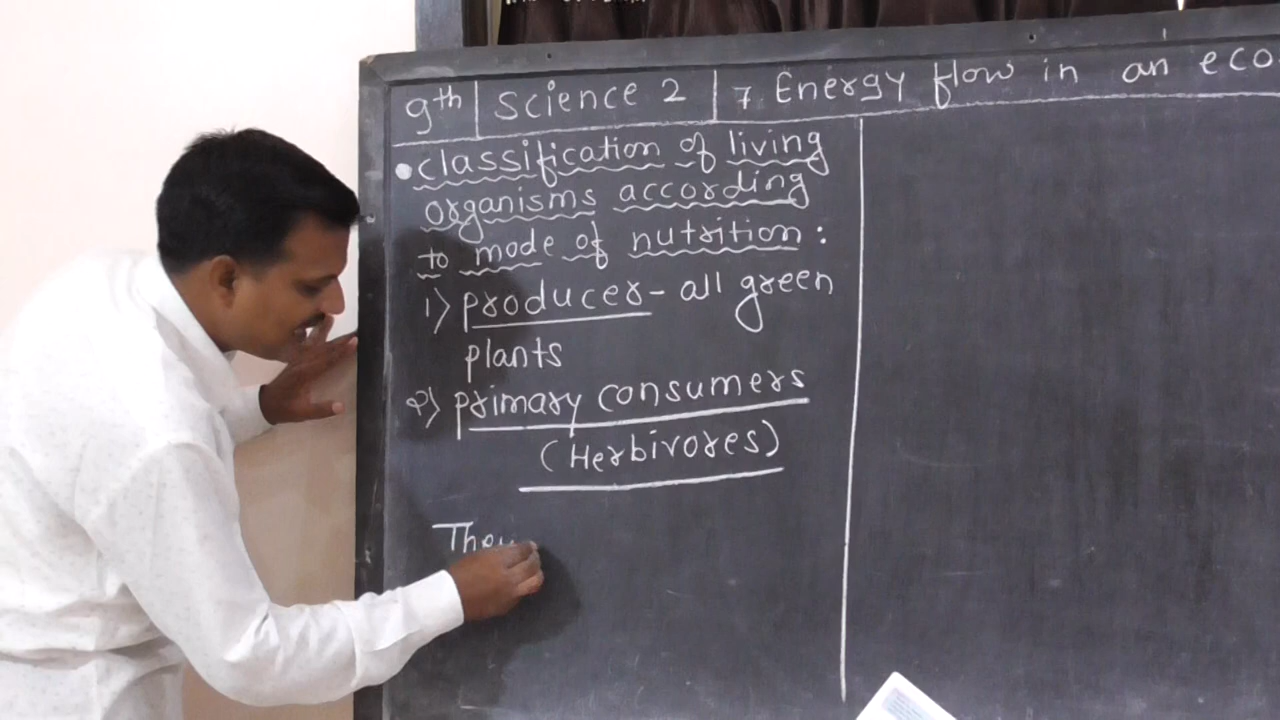 9th | Science 2 | 7 Energy flow in an eco
• classification of living
organisms according
to mode of nutrition :
1) producer - all green
plants
2) primary consumers
(Herbivores)